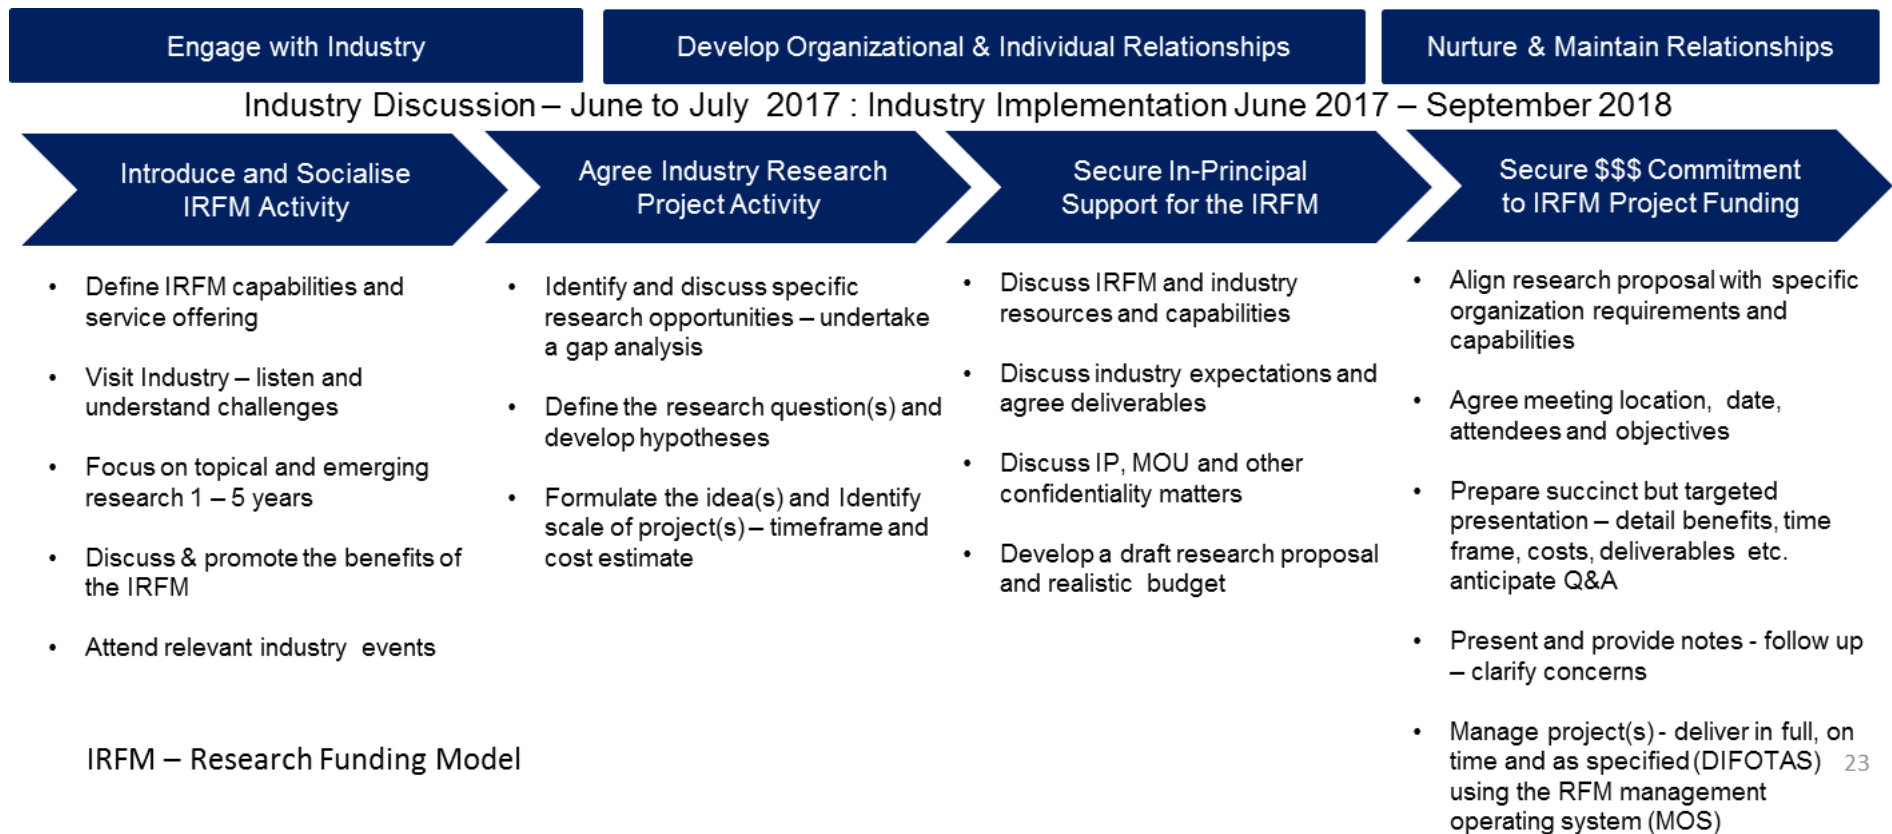 Engage with Industry
Develop Organizational & Individual Relationships
Nurture & Maintain Relationships
Industry Discussion – June to July 2017 : Industry Implementation June 2017 – September 2018
Introduce and Socialise
IRFM Activity
Agree Industry Research
Project Activity
Secure In-Principal
Support for the IRFM
Secure $$$ Commitment
to IRFM Project Funding
• Define IRFM capabilities and
service offering
• Visit Industry – listen and
understand challenges
• Focus on topical and emerging
research 1 – 5 years
• Discuss & promote the benefits of
the IRFM
• Attend relevant industry events
• Identify and discuss specific
research opportunities – undertake
a gap analysis
• Define the research question(s) and
develop hypotheses
• Formulate the idea(s) and Identify
scale of project(s) – timeframe and
cost estimate
• Discuss IRFM and industry
resources and capabilities
• Discuss industry expectations and
agree deliverables
• Discuss IP, MOU and other
confidentiality matters
• Develop a draft research proposal
and realistic budget
• Align research proposal with specific
organization requirements and
capabilities
• Agree meeting location, date,
attendees and objectives
• Prepare succinct but targeted
presentation – detail benefits, time
frame, costs, deliverables etc.
anticipate Q&A
• Present and provide notes - follow up
– clarify concerns
• Manage project(s) - deliver in full, on
time and as specified (DIFOTAS)
using the RFM management
operating system (MOS)
IRFM – Research Funding Model
23